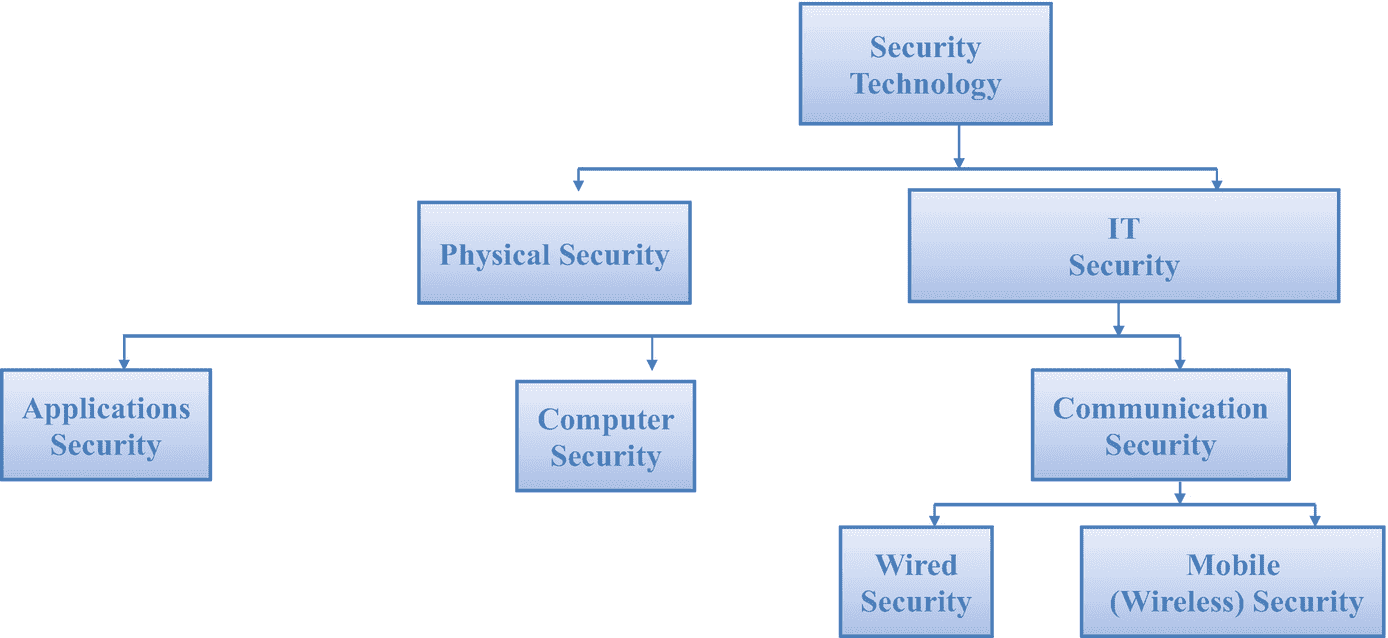 Security
Technology
Physical Security
IT
Security
Applications
Security
Computer
Security
Communication
Security
Wired
Security
Mobile
(Wireless) Security